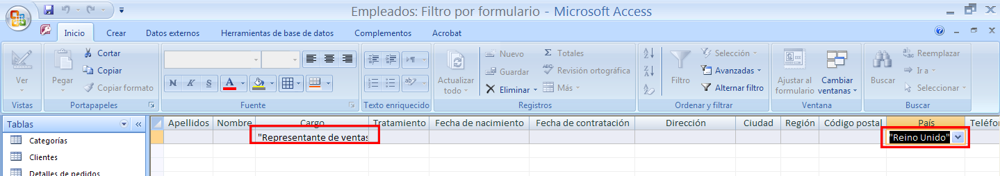 Empleados: Filtro por formulario - Microsoft Access
Inicio Crear Datos externos Herramientas de base de datos Complementos Acrobat
Ver
Vistas
Pegar
Cortar
Copiar
Copiar formato
Portapapeles
N K S A
Fuente
Texto enriquecido
Actualizar todo
Nuevo
Guardar
Eliminar
Totales
Revisión ortográfica
Más
Registros
Filtro
Selección
Avanzadas
Alternar filtro
Ordenar y filtrar
Ajustar al formulario
Cambiar ventanas
Ventana
Buscar
Reemplazar
Ir a
Seleccionar
Buscar
Tablas
Categorías
Clientes
Detalles de pedidos
Apellidos Nombre Cargo Tratamiento Fecha de nacimiento Fecha de contratación Dirección Ciudad Región Código postal País Teléfon
"Representante de ventas "Reino Unido"